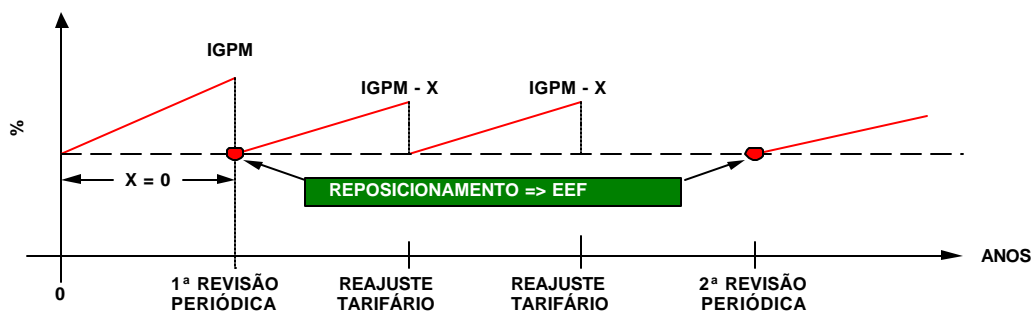 IGPM
IGPM - X
IGPM - X
%
X = 0
REPOSICIONAMENTO => EEF
ANOS
0
1ª REVISÃO
PERIÓDICA
REAJUSTE
TARIFÁRIO
REAJUSTE
TARIFÁRIO
2ª REVISÃO
PERIÓDICA